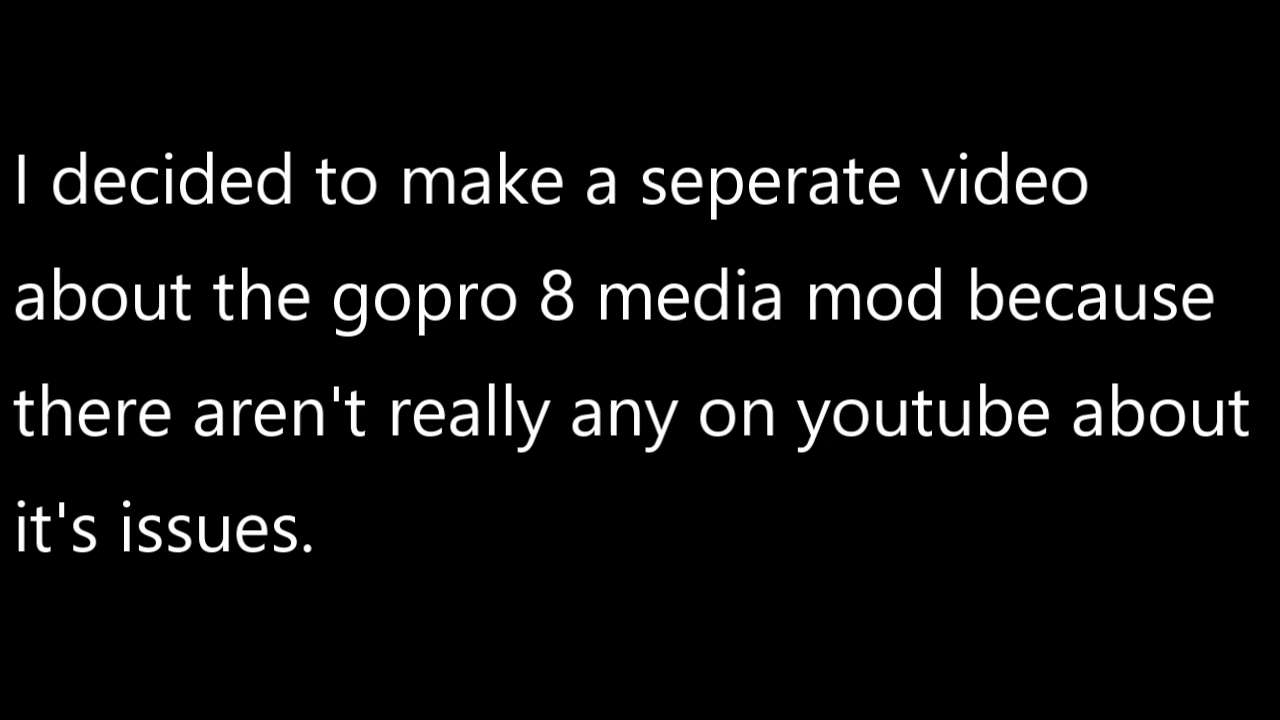 I decided to make a seperate video
about the gopro 8 media mod because
there aren't really any on youtube about
it's issues.